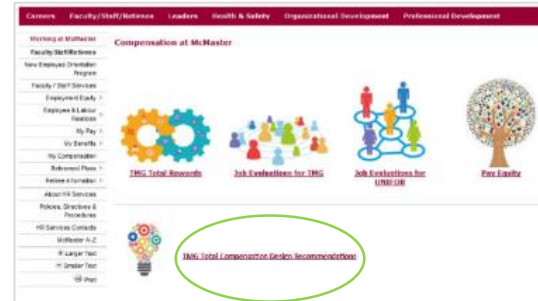 Careers Faculty/Staff/Retirees Leaders Health & Safety Organizational Development Professional Development
Working at McMaster
Faculty/Staff/Retirees
New Employee Orientation
Program
Faculty / Staff Services
Employment Equity
Employee & Labour
Relations
My Pay
My Benefits
My Compensation
Retirement Plans
Retiree Information
About HR Services
Policies, Directives &
Procedures
HR Services Contacts
McMaster A-Z
Larger Text
Smaller Text
Print
Compensation at McMaster
TMG Total Rewards
Job Evaluations for TMG
Job Evaluations for
UNIFOR
Pay Equity
TMG Total Compensation Design Recommendations